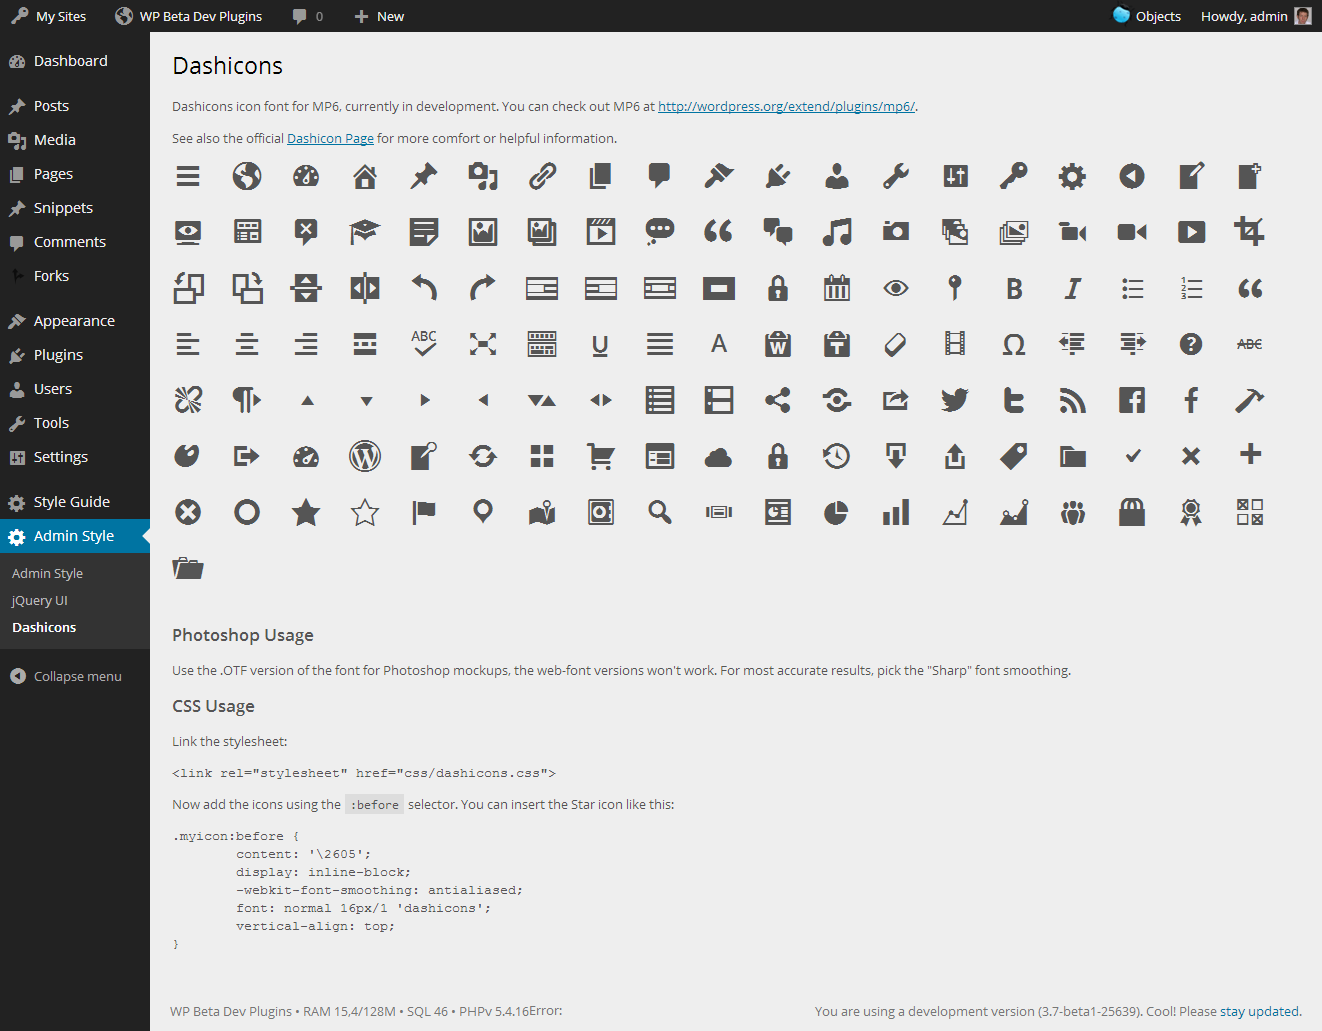 My Sites WP Beta Dev Plugins 0 New Objects Howdy, admin
Dashboard
Posts
Media
Pages
Snippets
Comments
Forks
Appearance
Plugins
Users
Tools
Settings
Style Guide
Admin Style
Admin Style
jQuery UI
Dashicons
Collapse menu
Dashicons
Dashicons icon font for MP6, currently in development. You can check out MP6 at http://wordpress.org/extend/plugins/mp6/.
See also the official Dashicon Page for more comfort or helpful information.
B I 1 2 3
ABC U A W T Ω ? ABC
Photoshop Usage
Use the .OTF version of the font for Photoshop mockups, the web-font versions won't work. For most accurate results, pick the "Sharp" font smoothing.
CSS Usage
Link the stylesheet:
<link rel="stylesheet" href="css/dashicons.css">
Now add the icons using the :before selector. You can insert the Star icon like this:
.myicon:before {
content: '\2605';
display: inline-block;
-webkit-font-smoothing: antialiased;
font: normal 16px/1 'dashicons';
vertical-align: top;
}
WP Beta Dev Plugins • RAM 15,4/128M • SQL 46 • PHPv 5.4.16Error: You are using a development version (3.7-beta1-25639). Cool! Please stay updated.